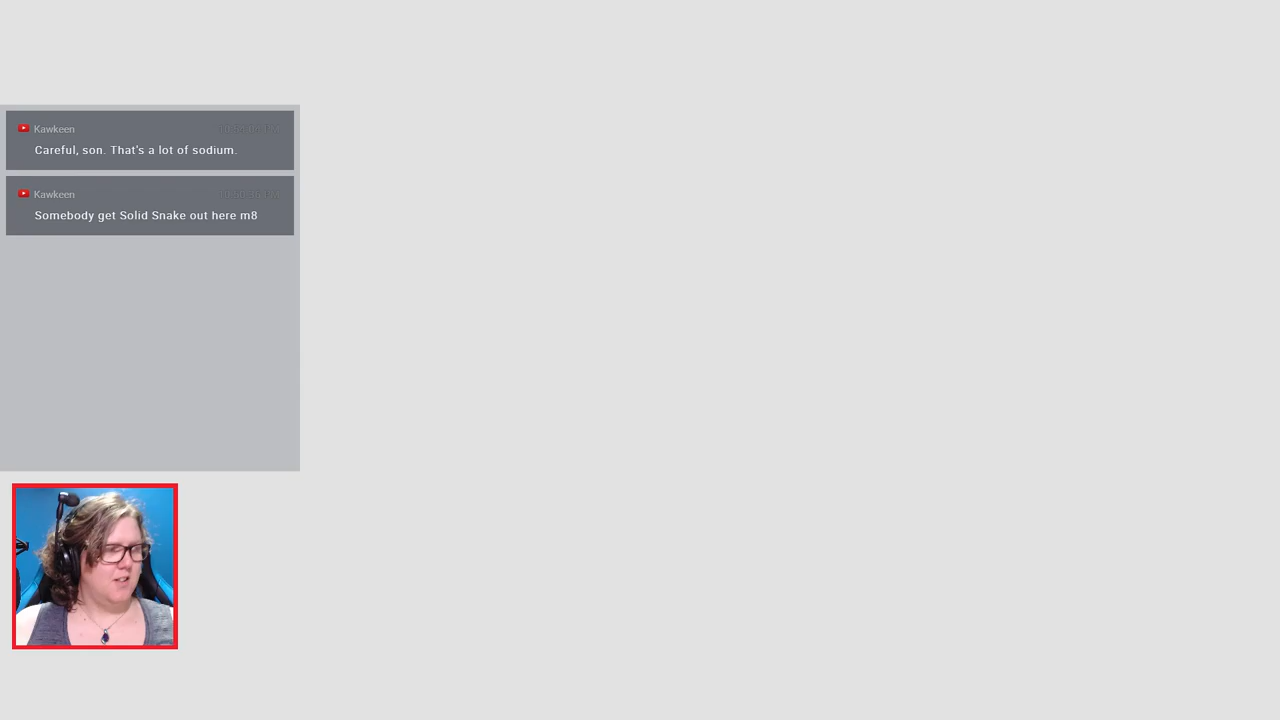 Kawkeen
Careful, son. That's a lot of sodium.
Kawkeen
Somebody get Solid Snake out here m8